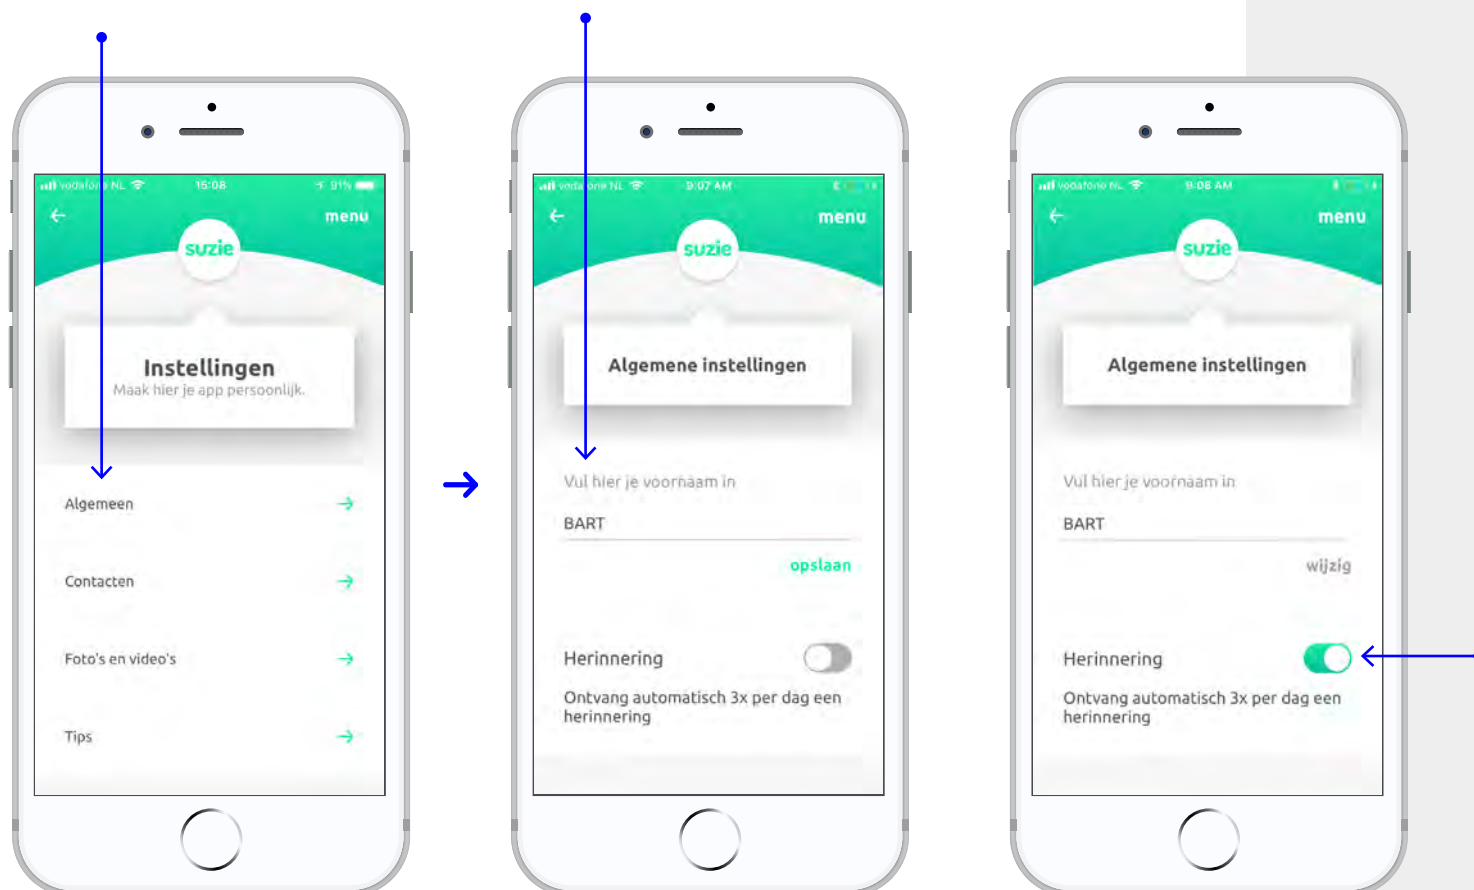 vodafone NL 15:08 91%
menu
suzie
Instellingen
Maak hier je app persoonlijk.
Algemeen
Contacten
Foto's en video's
Tips
vodafone NL 9:07 AM
menu
suzie
Algemene instellingen
Vul hier je voornaam in
BART
opslaan
Herinnering
Ontvang automatisch 3x per dag een
herinnering
vodafone NL 9:08 AM
menu
suzie
Algemene instellingen
Vul hier je voornaam in
BART
wijzig
Herinnering
Ontvang automatisch 3x per dag een
herinnering